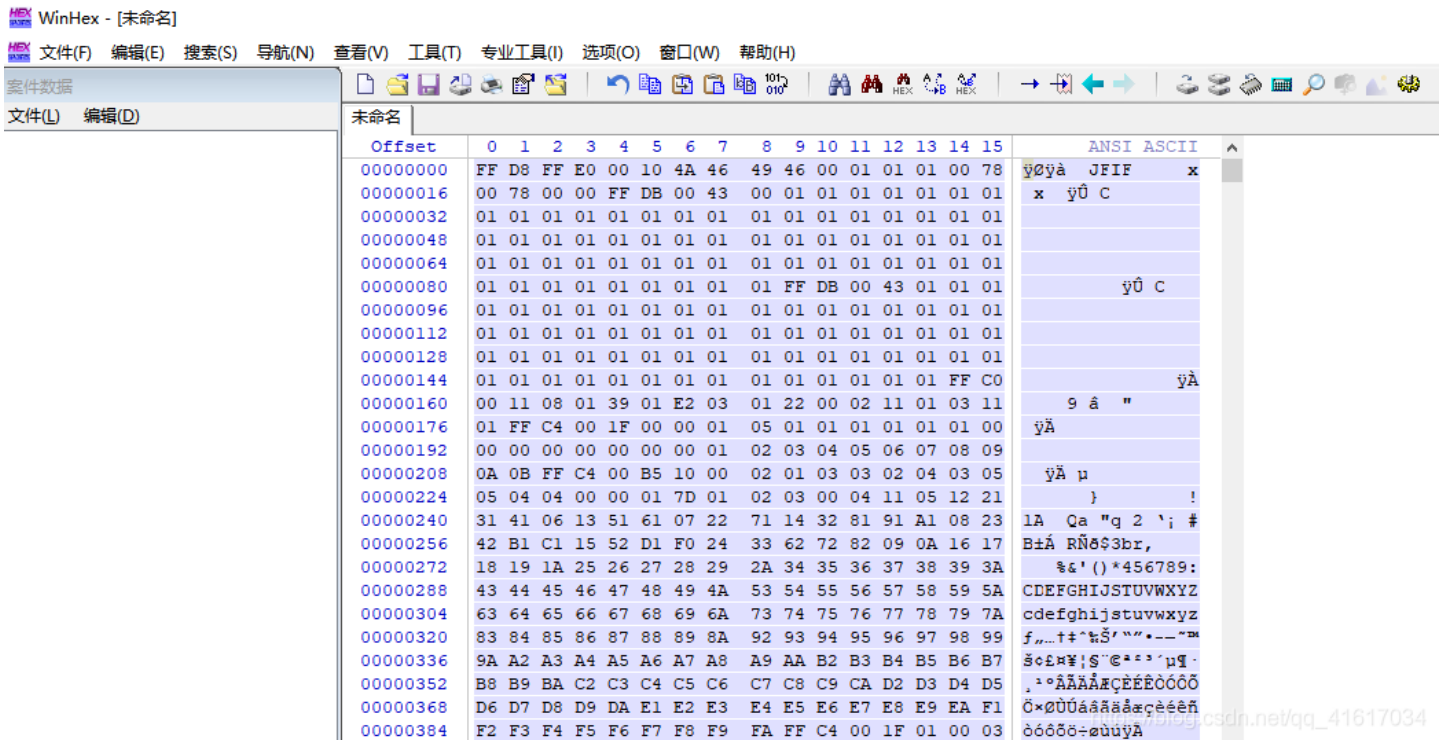 WinHex - [未命名]
文件(F) 编辑(E) 搜索(S) 导航(N) 查看(V) 工具(T) 专业工具(I) 选项(O) 窗口(W) 帮助(H)
案件数据
文件(L) 编辑(D)
未命名
Offset 0 1 2 3 4 5 6 7 8 9 10 11 12 13 14 15 ANSI ASCII
00000000 FF D8 FF E0 00 10 4A 46 49 46 00 01 01 01 00 78 ÿØÿà JFIF x
00000016 00 78 00 00 FF DB 00 43 00 01 01 01 01 01 01 01 x ÿÛ C
00000032 01 01 01 01 01 01 01 01 01 01 01 01 01 01 01 01
00000048 01 01 01 01 01 01 01 01 01 01 01 01 01 01 01 01
00000064 01 01 01 01 01 01 01 01 01 01 01 01 01 01 01 01
00000080 01 01 01 01 01 01 01 01 01 FF DB 00 43 01 01 01 ÿÛ C
00000096 01 01 01 01 01 01 01 01 01 01 01 01 01 01 01 01
00000112 01 01 01 01 01 01 01 01 01 01 01 01 01 01 01 01
00000128 01 01 01 01 01 01 01 01 01 01 01 01 01 01 01 01
00000144 01 01 01 01 01 01 01 01 01 01 01 01 01 01 FF C0 ÿÀ
00000160 00 11 08 01 39 01 E2 03 01 22 00 02 11 01 03 11 9 â "
00000176 01 FF C4 00 1F 00 00 01 05 01 01 01 01 01 01 00 ÿÄ
00000192 00 00 00 00 00 00 00 01 02 03 04 05 06 07 08 09
00000208 0A 0B FF C4 00 B5 10 00 02 01 03 03 02 04 03 05 ÿÄ µ
00000224 05 04 04 00 00 01 7D 01 02 03 00 04 11 05 12 21 } !
00000240 31 41 06 13 51 61 07 22 71 14 32 81 91 A1 08 23 1A Qa "q 2 ‘¡ #
00000256 42 B1 C1 15 52 D1 F0 24 33 62 72 82 09 0A 16 17 B±Á RÑð$3br‚
00000272 18 19 1A 25 26 27 28 29 2A 34 35 36 37 38 39 3A %&'()*456789:
00000288 43 44 45 46 47 48 49 4A 53 54 55 56 57 58 59 5A CDEFGHIJSTUVWXYZ
00000304 63 64 65 66 67 68 69 6A 73 74 75 76 77 78 79 7A cdefghijstuvwxyz
00000320 83 84 85 86 87 88 89 8A 92 93 94 95 96 97 98 99 ƒ„…†‡ˆ‰Š’“”•–—˜™
00000336 9A A2 A3 A4 A5 A6 A7 A8 A9 AA B2 B3 B4 B5 B6 B7 š¢£¤¥¦§¨©ª²³´µ¶·
00000352 B8 B9 BA C2 C3 C4 C5 C6 C7 C8 C9 CA D2 D3 D4 D5 ¸¹ºÂÃÄÅÆÇÈÉÊÒÓÔÕ
00000368 D6 D7 D8 D9 DA E1 E2 E3 E4 E5 E6 E7 E8 E9 EA F1 Ö×ØÙÚáâãäåæçèéêñ
https://blog.csdn.net/qq_41617034
00000384 F2 F3 F4 F5 F6 F7 F8 F9 FA FF C4 00 1F 01 00 03 òóôõö÷øùúÿÄ